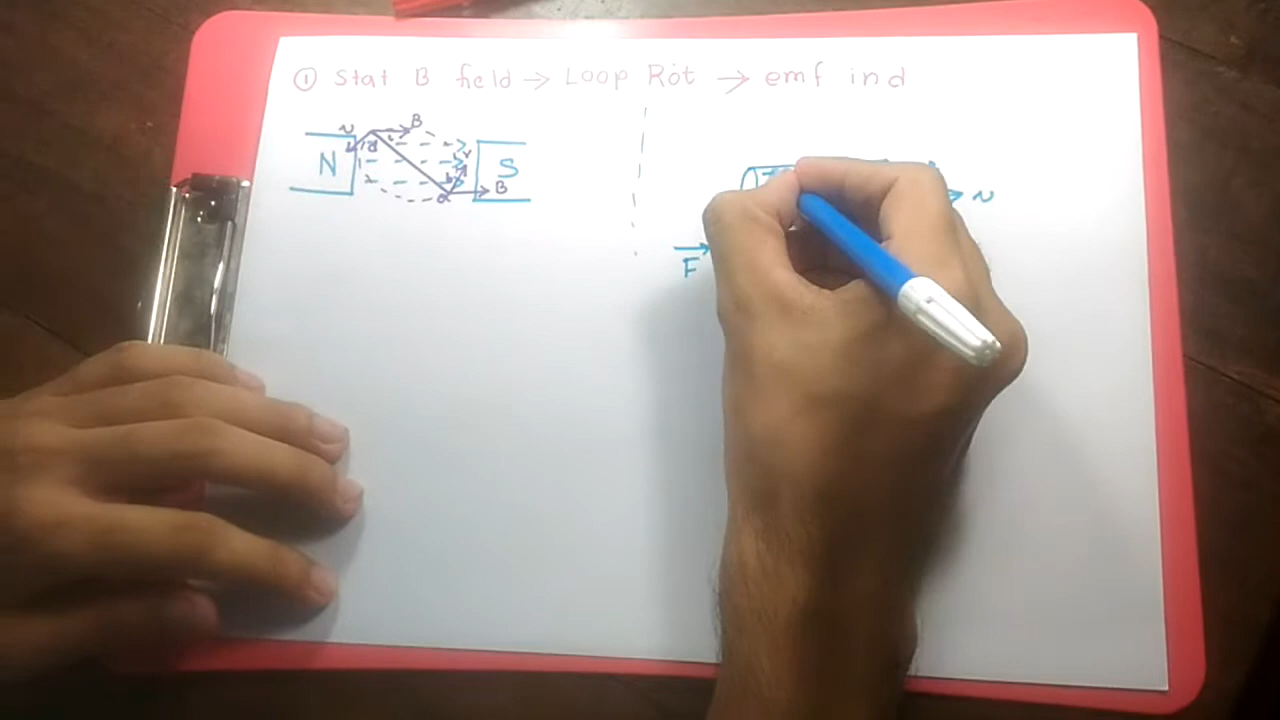 ① Stat B field → Loop Rot → emf ind
B
N
S
B
v
F